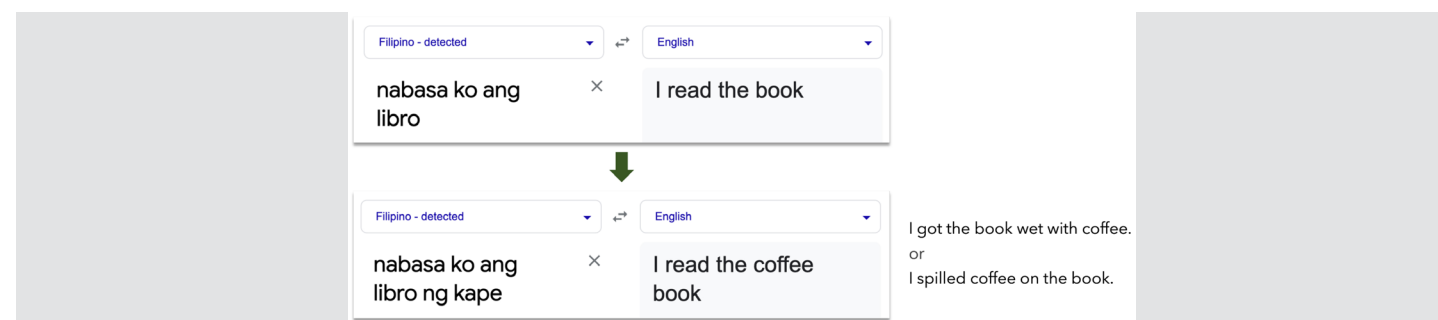 Filipino - detected
English
nabasa ko ang
libro
I read the book
Filipino - detected
English
nabasa ko ang
libro ng kape
I read the coffee
book
I got the book wet with coffee.
or
I spilled coffee on the book.